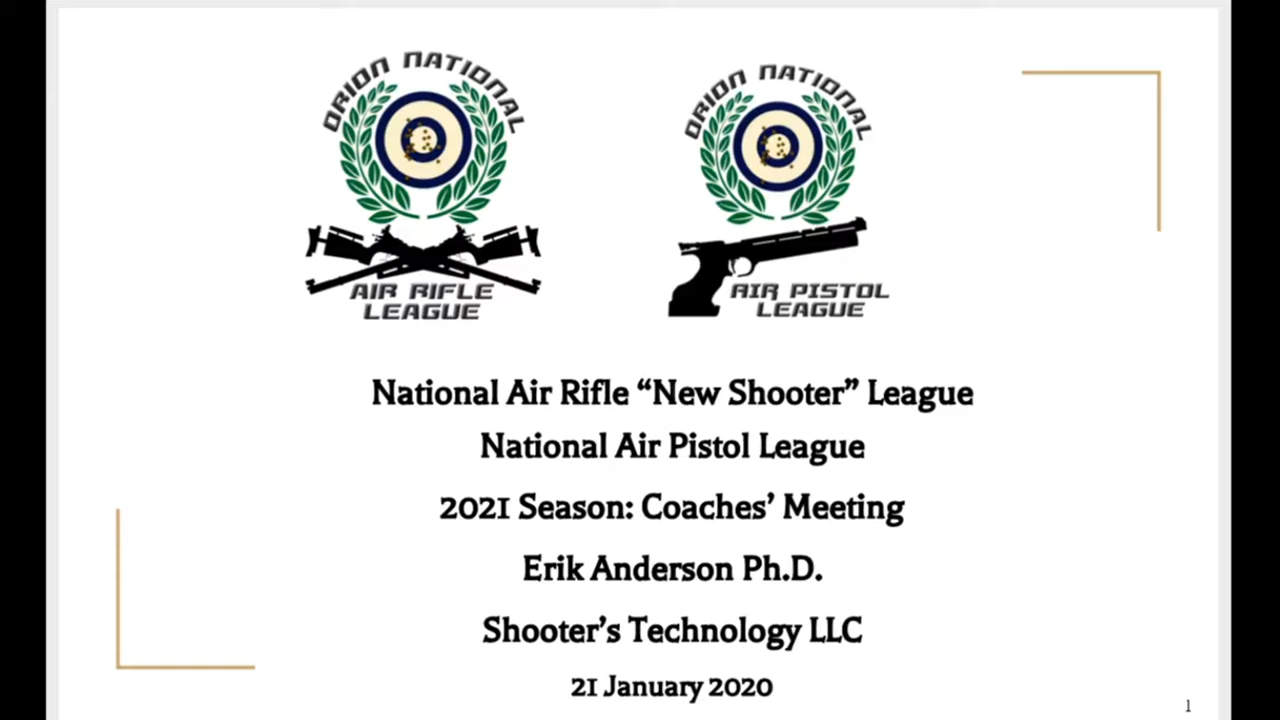 ORION NATIONAL
AIR RIFLE
LEAGUE
ORION NATIONAL
AIR PISTOL
LEAGUE
National Air Rifle “New Shooter” League
National Air Pistol League
2021 Season: Coaches’ Meeting
Erik Anderson Ph.D.
Shooter’s Technology LLC
21 January 2020
1